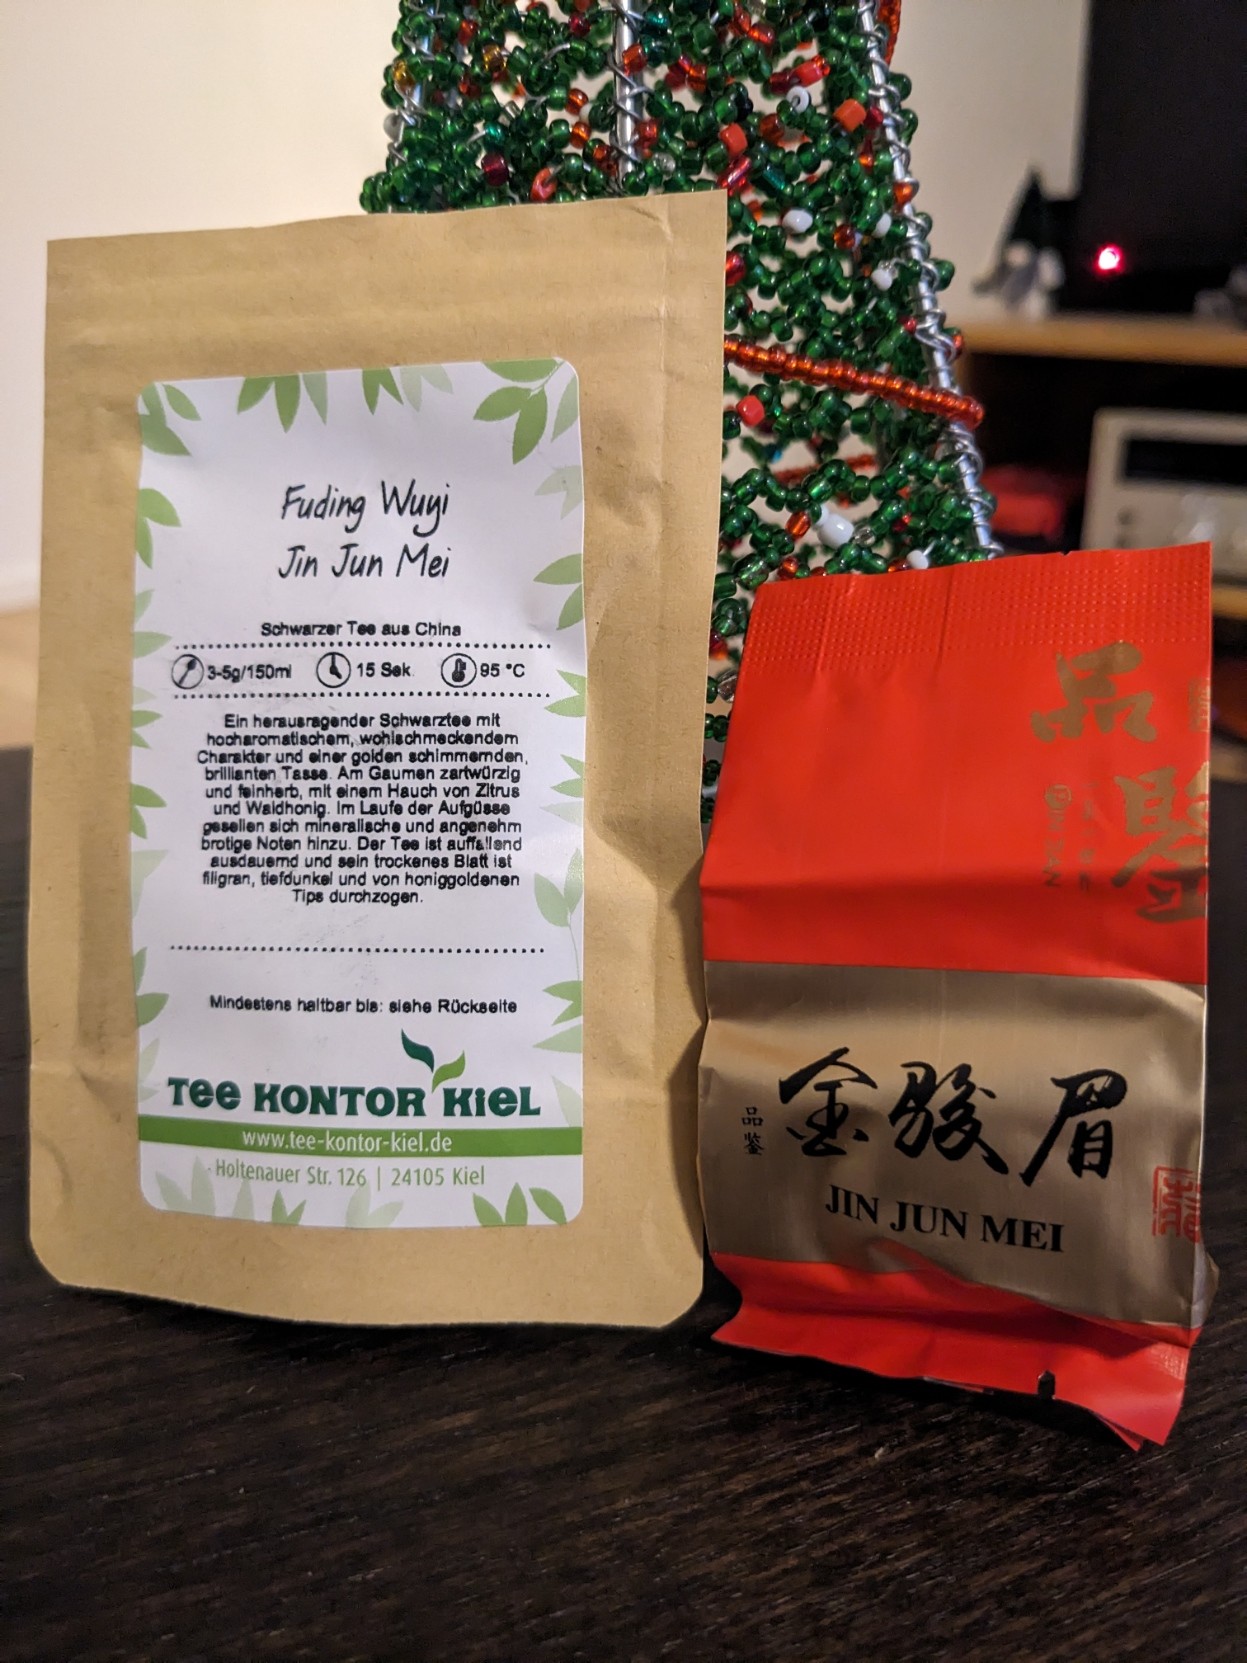 Fuding Wuyi
Jin Jun Mei
Schwarzer Tee aus China
3-5g/150ml 15 Sek. 95 °C
Ein herausragender Schwarztee mit
hocharomatischem, wohlschmeckendem
Charakter und einer golden schimmernden,
brillianten Tasse. Am Gaumen zartwürzig
und feinherb, mit einem Hauch von Zitrus
und Waldhonig. Im Laufe der Aufgüsse
gesellen sich mineralische und angenehm
brotige Noten hinzu. Der Tee ist auffallend
ausdauernd und sein trockenes Blatt ist
filigran, tiefdunkel und von honiggoldenen
Tips durchzogen.
Mindestens haltbar bis: siehe Rückseite
Tee Kontor Kiel
www.tee-kontor-kiel.de
Holtenauer Str. 126 | 24105 Kiel
品鉴
品鑒
金骏眉
JIN JUN MEI